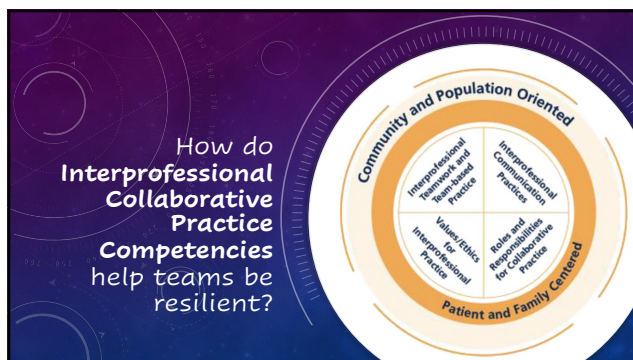 How do
Interprofessional
Collaborative
Practice
Competencies
help teams be
resilient?
Community and Population Oriented
Interprofessional
Teamwork and
Team-based
Practice
Interprofessional
Communication
Practices
Values/Ethics
for
Interprofessional
Practice
Roles and
Responsibilities
for Collaborative
Practice
Patient and Family Centered